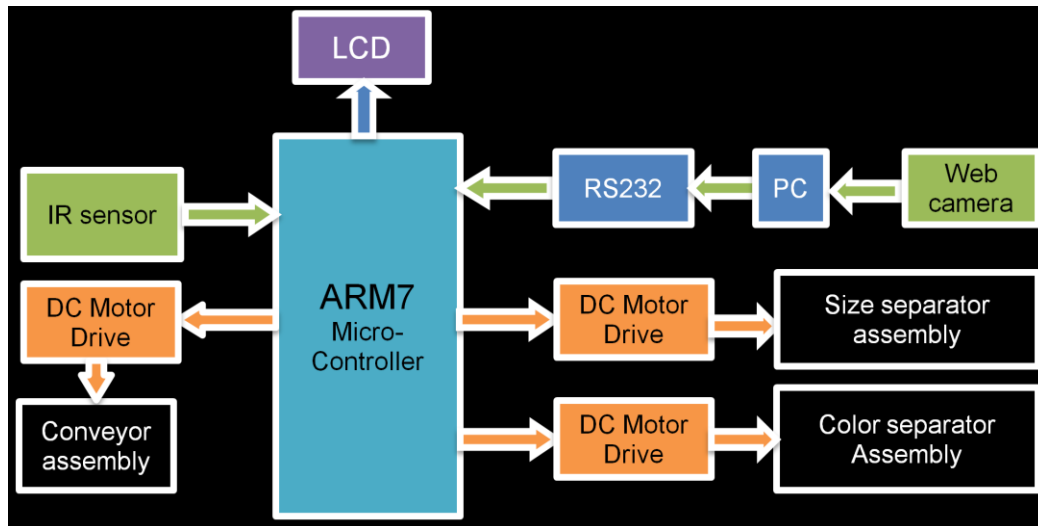 LCD
IR sensor
RS232
PC
Web
camera
ARM7
Micro-
Controller
DC Motor
Drive
DC Motor
Drive
Size separator
assembly
Conveyor
assembly
DC Motor
Drive
Color separator
Assembly